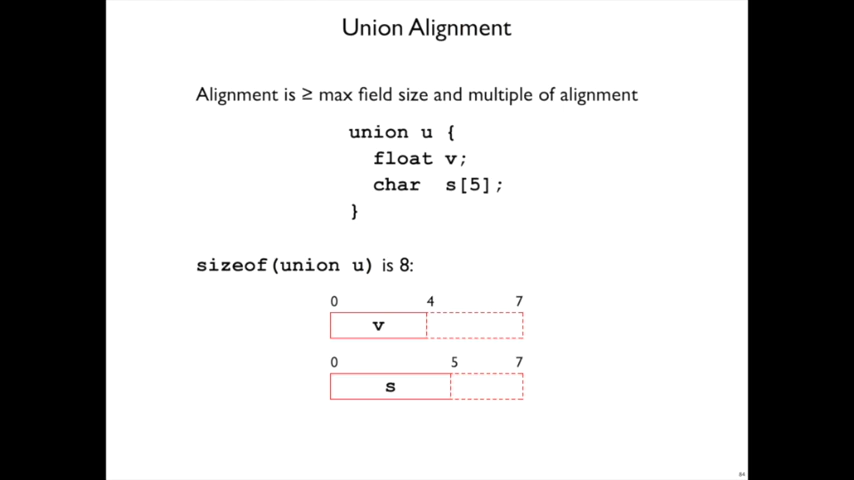 Union Alignment
Alignment is ≥ max field size and multiple of alignment
union u {
float v;
char s[5];
}
sizeof(union u) is 8:
0 4 7
v
0 5 7
s
84